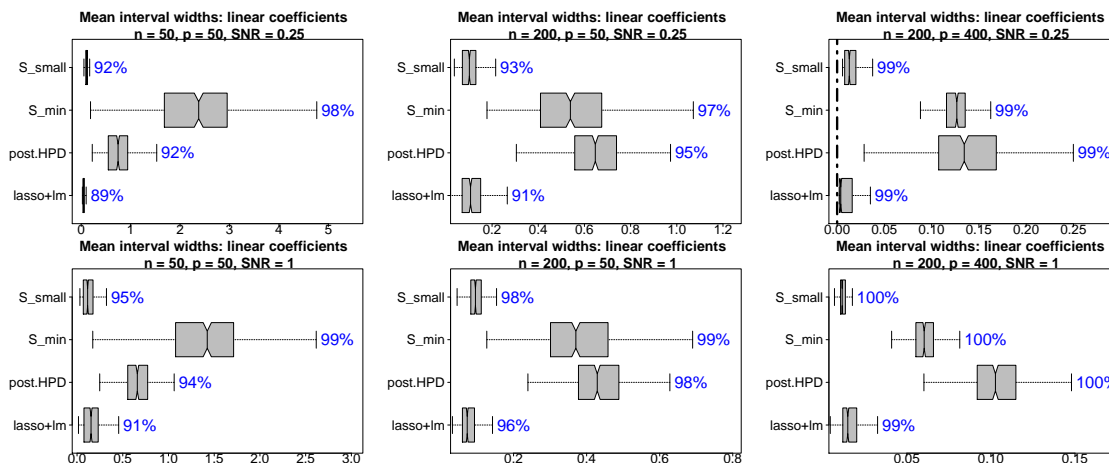 Mean interval widths: linear coefficients
n = 50, p = 50, SNR = 0.25
S_small
92%
S_min
98%
post.HPD
92%
lasso+lm
89%
0 1 2 3 4 5
Mean interval widths: linear coefficients
n = 200, p = 50, SNR = 0.25
S_small
93%
S_min
97%
post.HPD
95%
lasso+lm
91%
0.2 0.4 0.6 0.8 1.0 1.2
Mean interval widths: linear coefficients
n = 200, p = 400, SNR = 0.25
S_small
99%
S_min
99%
post.HPD
99%
lasso+lm
99%
0.00 0.05 0.10 0.15 0.20 0.25
Mean interval widths: linear coefficients
n = 50, p = 50, SNR = 1
S_small
95%
S_min
99%
post.HPD
94%
lasso+lm
91%
0.0 0.5 1.0 1.5 2.0 2.5 3.0
Mean interval widths: linear coefficients
n = 200, p = 50, SNR = 1
S_small
98%
S_min
99%
post.HPD
98%
lasso+lm
96%
0.2 0.4 0.6 0.8
Mean interval widths: linear coefficients
n = 200, p = 400, SNR = 1
S_small
100%
S_min
100%
post.HPD
100%
lasso+lm
99%
0.05 0.10 0.15